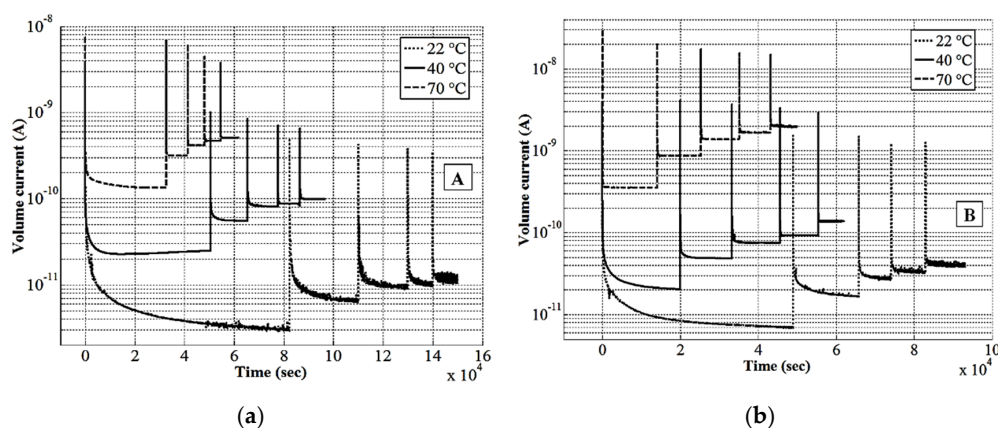 10⁻⁸
10⁻⁹
10⁻¹⁰
10⁻¹¹
Volume current (A)
22 °C
40 °C
70 °C
A
0 2 4 6 8 10 12 14 16
Time (sec)
x 10⁴
(a)
10⁻⁸
10⁻⁹
10⁻¹⁰
10⁻¹¹
Volume current (A)
22 °C
40 °C
70 °C
B
0 2 4 6 8 10
Time (sec)
x 10⁴
(b)